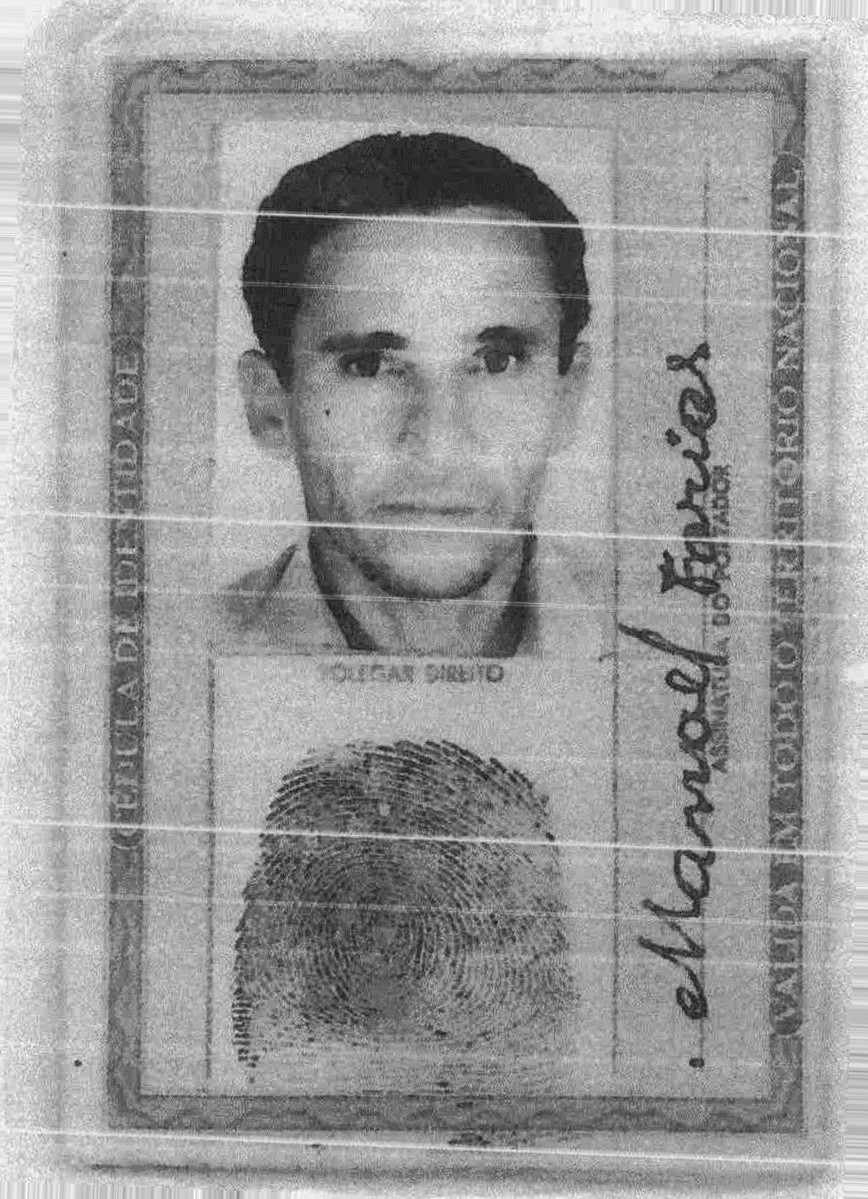 (CÉDULA DE IDENTIDADE)
POLEGAR DIREITO
Manoel Farias
ASSINATURA DO PORTADOR
(VÁLIDA EM TODO O TERRITÓRIO NACIONAL)